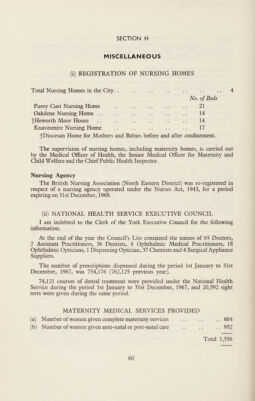 SECTION H
MISCELLANEOUS
(i) REGISTRATION OF NURSING HOMES
Total Nursing Homes in the City .. .. .. .. .. .. .. 4
No. of Beds
Purey Cust Nursing Home .. .. .. .. .. 21
Oakdene Nursing Home .. .. .. .. .. 14
†Heworth Moor House .. .. .. .. .. 14
Knavesmire Nursing Home .. .. .. .. 17
†Diocesan Home for Mothers and Babies before and after confinement.
The supervision of nursing homes, including maternity homes, is carried out
by the Medical Officer of Health, the Senior Medical Officer for Maternity and
Child Welfare and the Chief Public Health Inspector.
Nursing Agency
The British Nursing Association (North Eastern District) was re-registered in
respect of a nursing agency operated under the Nurses Act, 1943, for a period
expiring on 31st December, 1968.
(ii) NATIONAL HEALTH SERVICE EXECUTIVE COUNCIL
I am indebted to the Clerk of the York Executive Council for the following
information.
At the end of the year the Council's List contained the names of 65 Doctors,
2 Assistant Practitioners, 36 Dentists, 4 Ophthalmic Medical Practitioners, 18
Ophthalmic Opticians, 1 Dispensing Optician, 37 Chemists and 4 Surgical Appliance
Suppliers.
The number of prescriptions dispensed during the period 1st January to 31st
December, 1967, was 754,176 (762,125 previous year).
74,121 courses of dental treatment were provided under the National Health
Service during the period 1st January to 31st December, 1967, and 20,592 sight
tests were given during the same period.
MATERNITY MEDICAL SERVICES PROVIDED
(a) Number of women given complete maternity services .. .. .. 604
(b) Number of women given ante-natal or post-natal care .. .. .. 952
Total 1,556
60